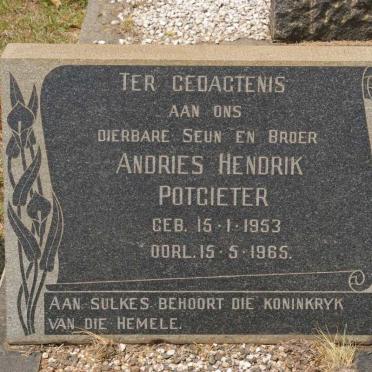 TER GEDAGTENIS
AAN ONS
DIERBARE SEUN EN BROER
ANDRIES HENDRIK
POTGIETER
GEB. 15·1·1953
OORL. 15·5·1965.
AAN SULKES BEHOORT DIE KONINKRYK
VAN DIE HEMELE.